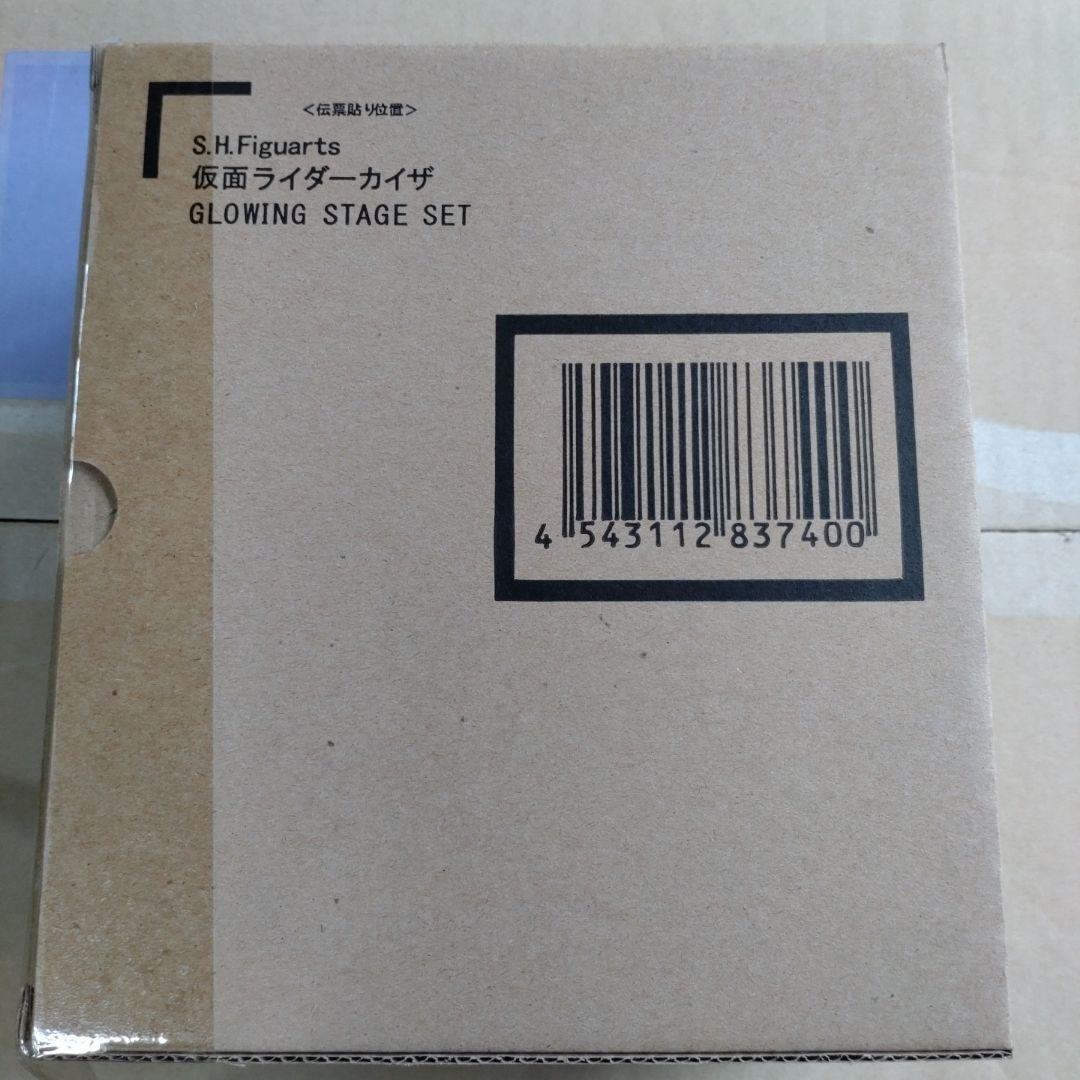 ＜伝票貼り位置＞
S.H.Figuarts
仮面ライダーカイザ
GLOWING STAGE SET
4 543112 837400